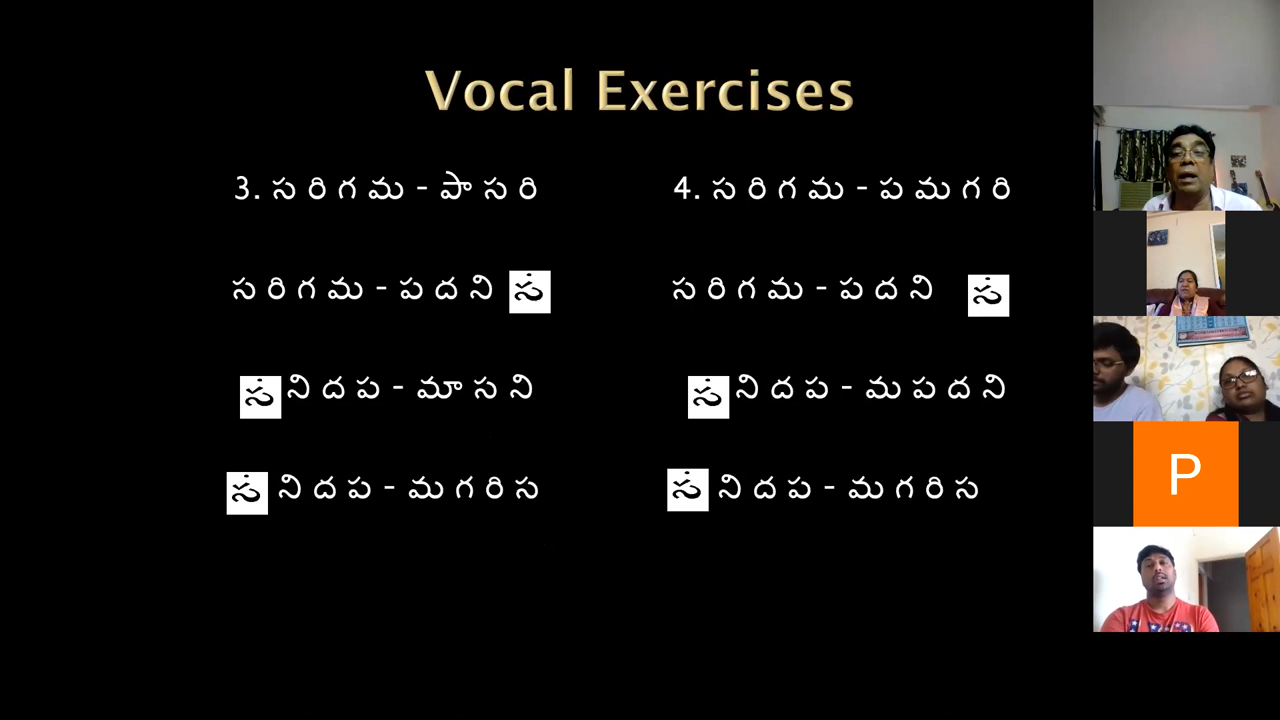 Vocal Exercises
3. స రి గ మ - పా స రి
స రి గ మ - ప ద ని స॑
స॑ ని ద ప - మా స ని
స॑ ని ద ప - మ గ రి స
4. స రి గ మ - ప మ గ రి
స రి గ మ - ప ద ని స॑
స॑ ని ద ప - మ ప ద ని
స॑ ని ద ప - మ గ రి స
P